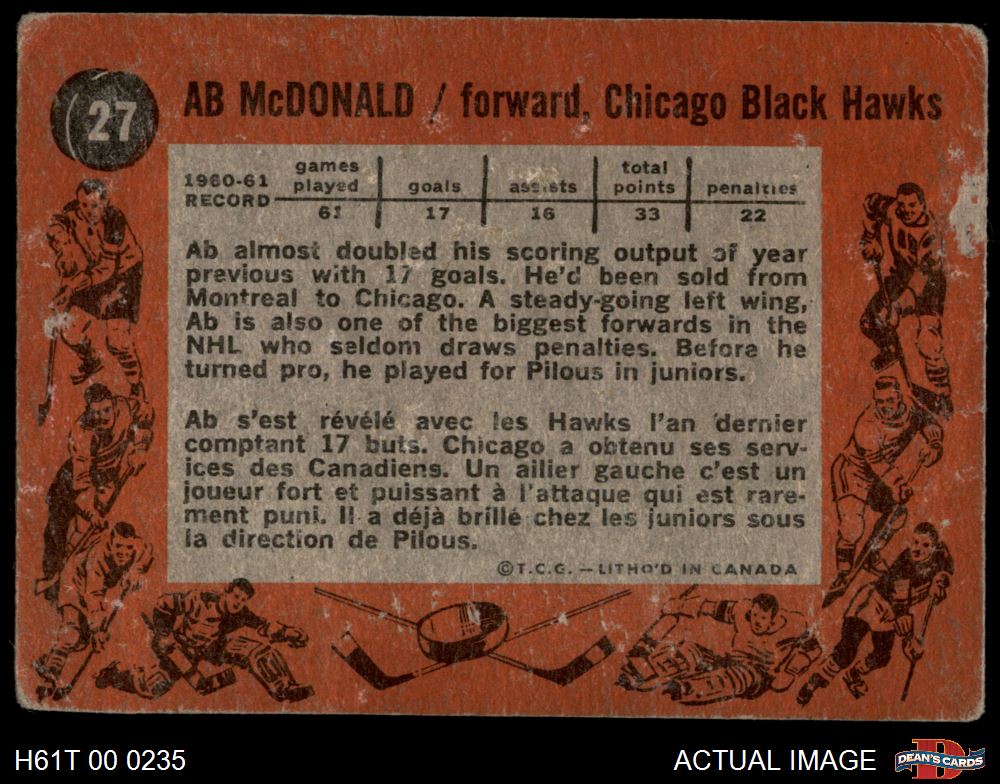 27
AB McDONALD / forward, Chicago Black Hawks
1960-61 RECORD games played goals assists total points penalties
61 17 16 33 22
Ab almost doubled his scoring output of year
previous with 17 goals. He'd been sold from
Montreal to Chicago. A steady-going left wing,
Ab is also one of the biggest forwards in the
NHL who seldom draws penalties. Before he
turned pro, he played for Pilous in juniors.
Ab s'est révélé avec les Hawks l'an dernier
comptant 17 buts. Chicago a obtenu ses serv-
ices des Canadiens. Un ailier gauche c'est un
joueur fort et puissant à l'attaque qui est rare-
ment puni. Il a déjà brillé chez les juniors sous
la direction de Pilous.
©T.C.G. — LITHO'D IN CANADA
H61T 00 0235
ACTUAL IMAGE
DEAN'S CARDS